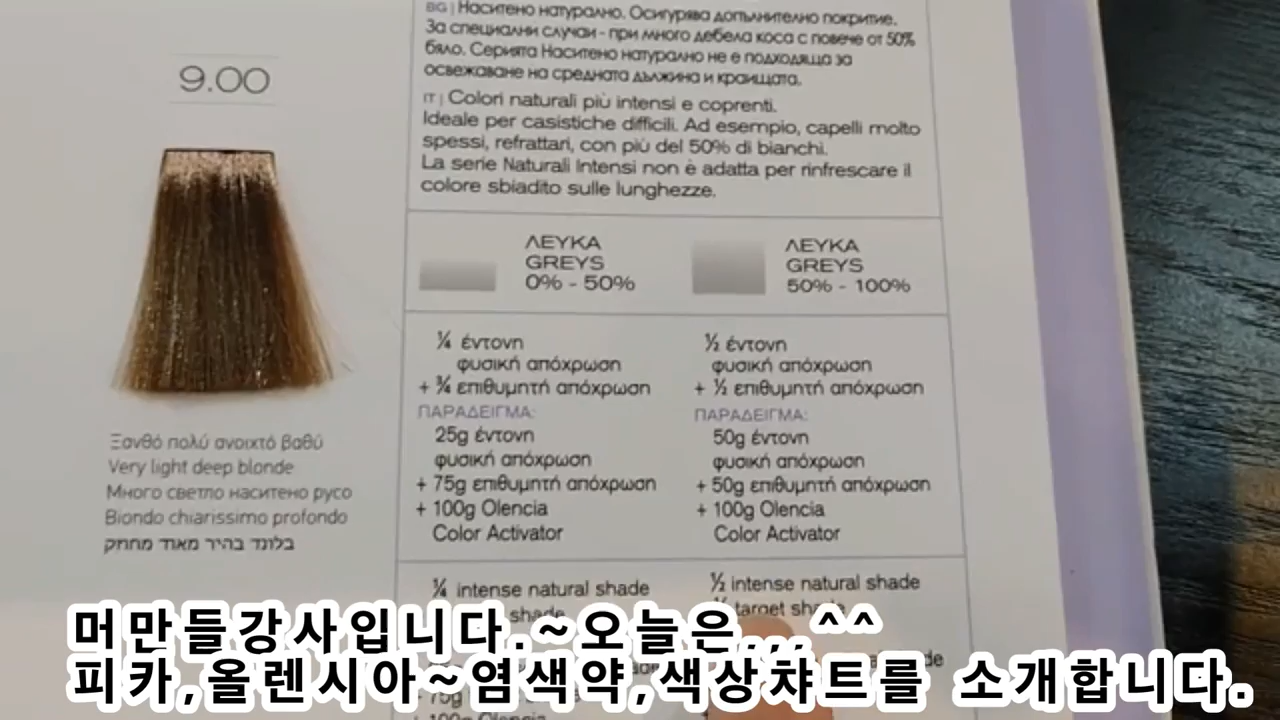 9.00
Ξανθό πολύ ανοιχτό βαθύ
Very light deep blonde
Много светло наситено русо
Biondo chiarissimo profondo
בלונד בהיר מאוד מחתק
BG | Наситено натурално. Осигурява допълнително покритие.
За специални случаи - при много дебела коса с повече от 50%
бяло. Серията Наситено натурално не е подходяща за
освежаване на средната дължина и краищата.
IT | Colori naturali più intensi e coprenti.
Ideale per casistiche difficili. Ad esempio, capelli molto
spessi, refrattari, con più del 50% di bianchi.
La serie Naturali Intensi non è adatta per rinfrescare il
colore sbiadito sulle lunghezze.
ΛΕΥΚΑ
GREYS
0% - 50%
ΛΕΥΚΑ
GREYS
50% - 100%
¼ έντονη
φυσική απόχρωση
+ ¾ επιθυμητή απόχρωση
ΠΑΡΑΔΕΙΓΜΑ:
25g έντονη
φυσική απόχρωση
+ 75g επιθυμητή απόχρωση
+ 100g Olencia
Color Activator
½ έντονη
φυσική απόχρωση
+ ½ επιθυμητή απόχρωση
ΠΑΡΑΔΕΙΓΜΑ:
50g έντονη
φυσική απόχρωση
+ 50g επιθυμητή απόχρωση
+ 100g Olencia
Color Activator
¼ intense natural shade
½ intense natural shade
target shade
머만들강사입니다.~오늘은,,,^^
피카,올렌시아~염색약,색상챠트를 소개합니다.